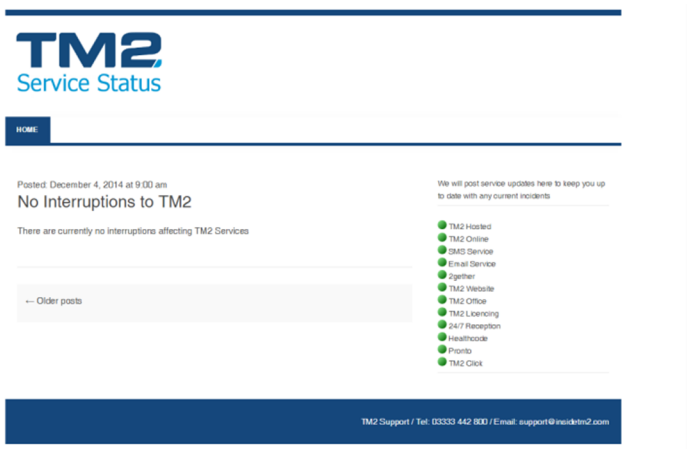 TM2
Service Status
HOME
Posted: December 4, 2014 at 9:00 am
No Interruptions to TM2
There are currently no interruptions affecting TM2 Services
← Older posts
We will post service updates here to keep you up
to date with any current incidents
TM2 Hosted
TM2 Online
SMS Service
Email Service
2gether
TM2 Website
TM2 Office
TM2 Licencing
24/7 Reception
Healthcode
Pronto
TM2 Click
TM2 Support / Tel: 03333 442 800 / Email: support@insidetm2.com